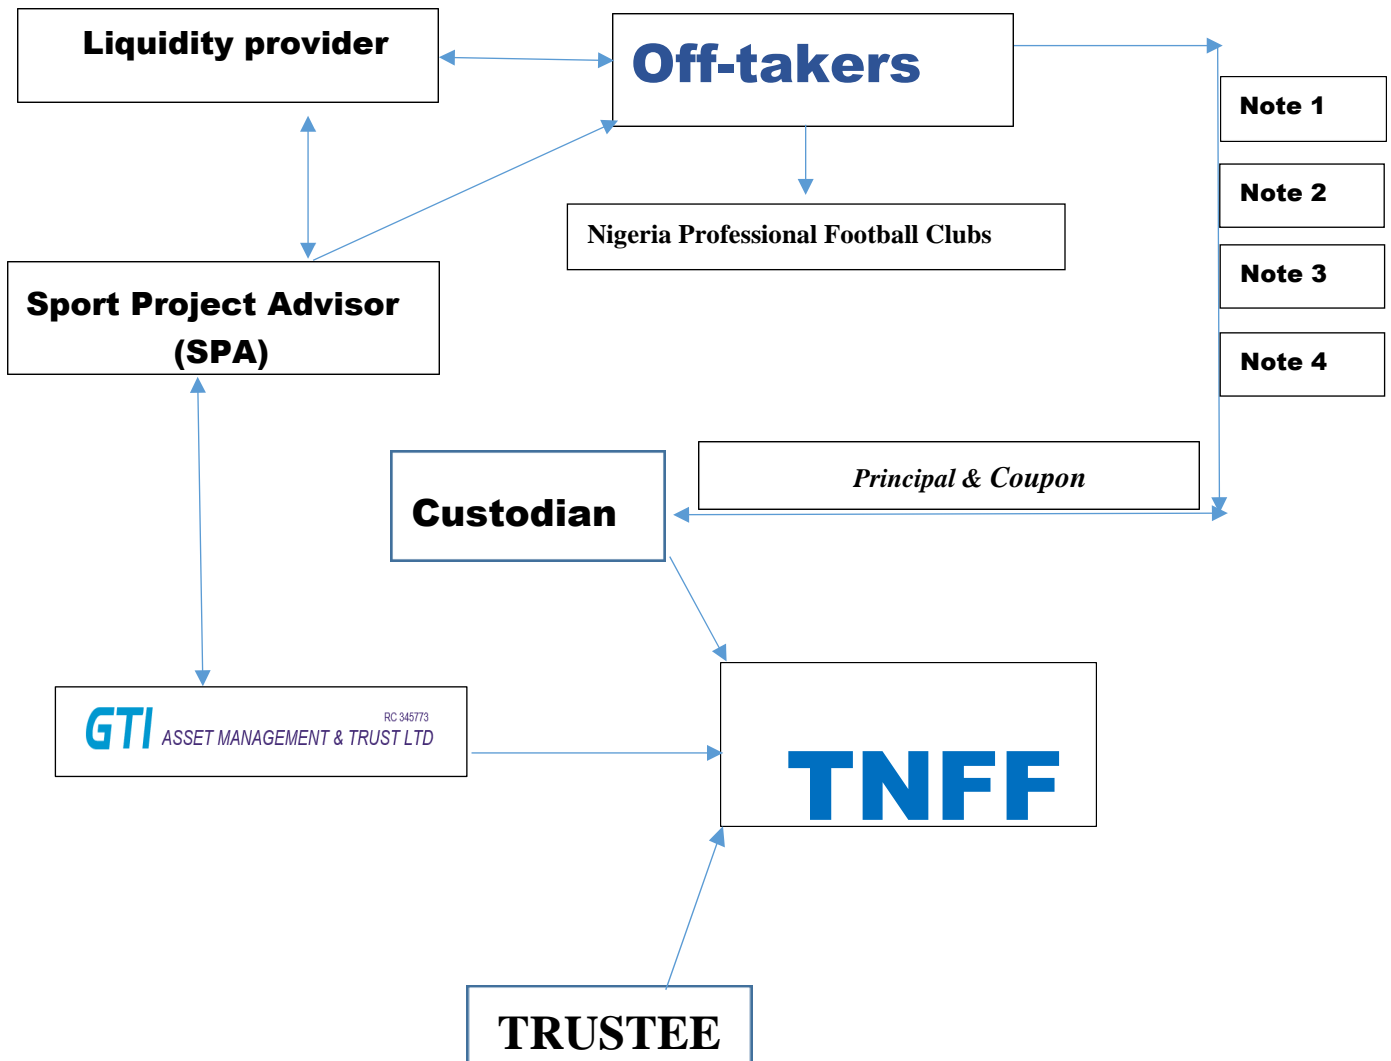 Liquidity provider
Off-takers
Note 1
Note 2
Nigeria Professional Football Clubs
Note 3
Sport Project Advisor
(SPA)
Note 4
Principal & Coupon
Custodian
GTI ASSET MANAGEMENT & TRUST LTD
RC 345773
TNFF
TRUSTEE